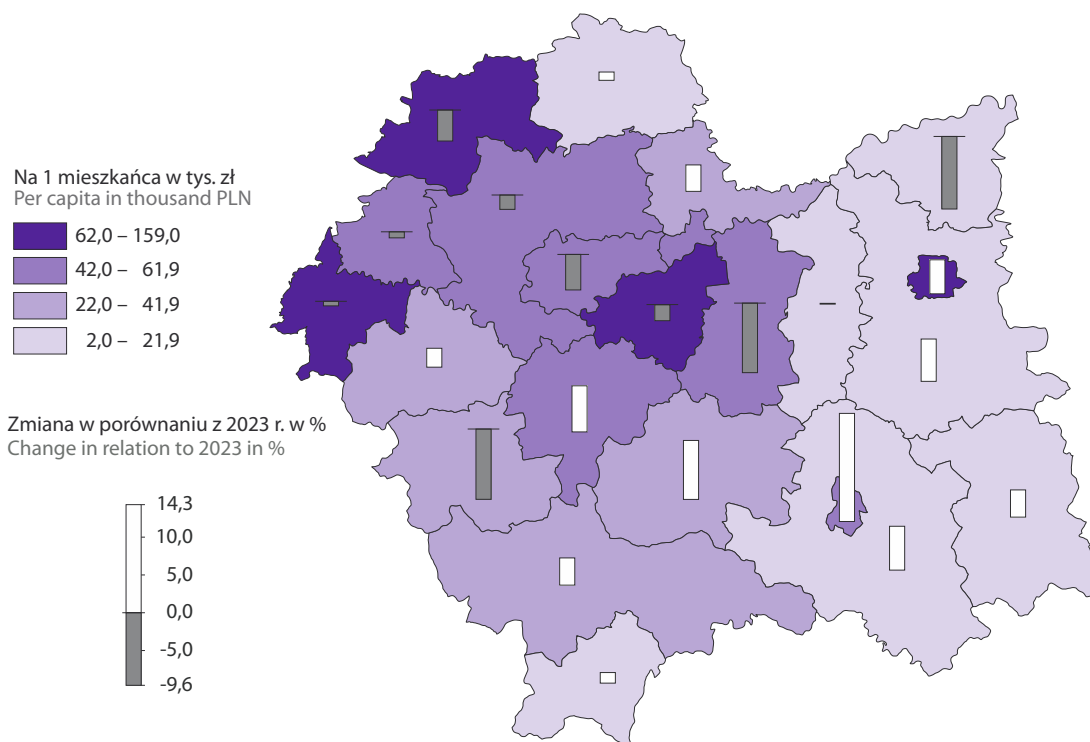 Na 1 mieszkańca w tys. zł
Per capita in thousand PLN
62,0 – 159,0
42,0 – 61,9
22,0 – 41,9
2,0 – 21,9
Zmiana w porównaniu z 2023 r. w %
Change in relation to 2023 in %
14,3
10,0
5,0
0,0
-5,0
-9,6